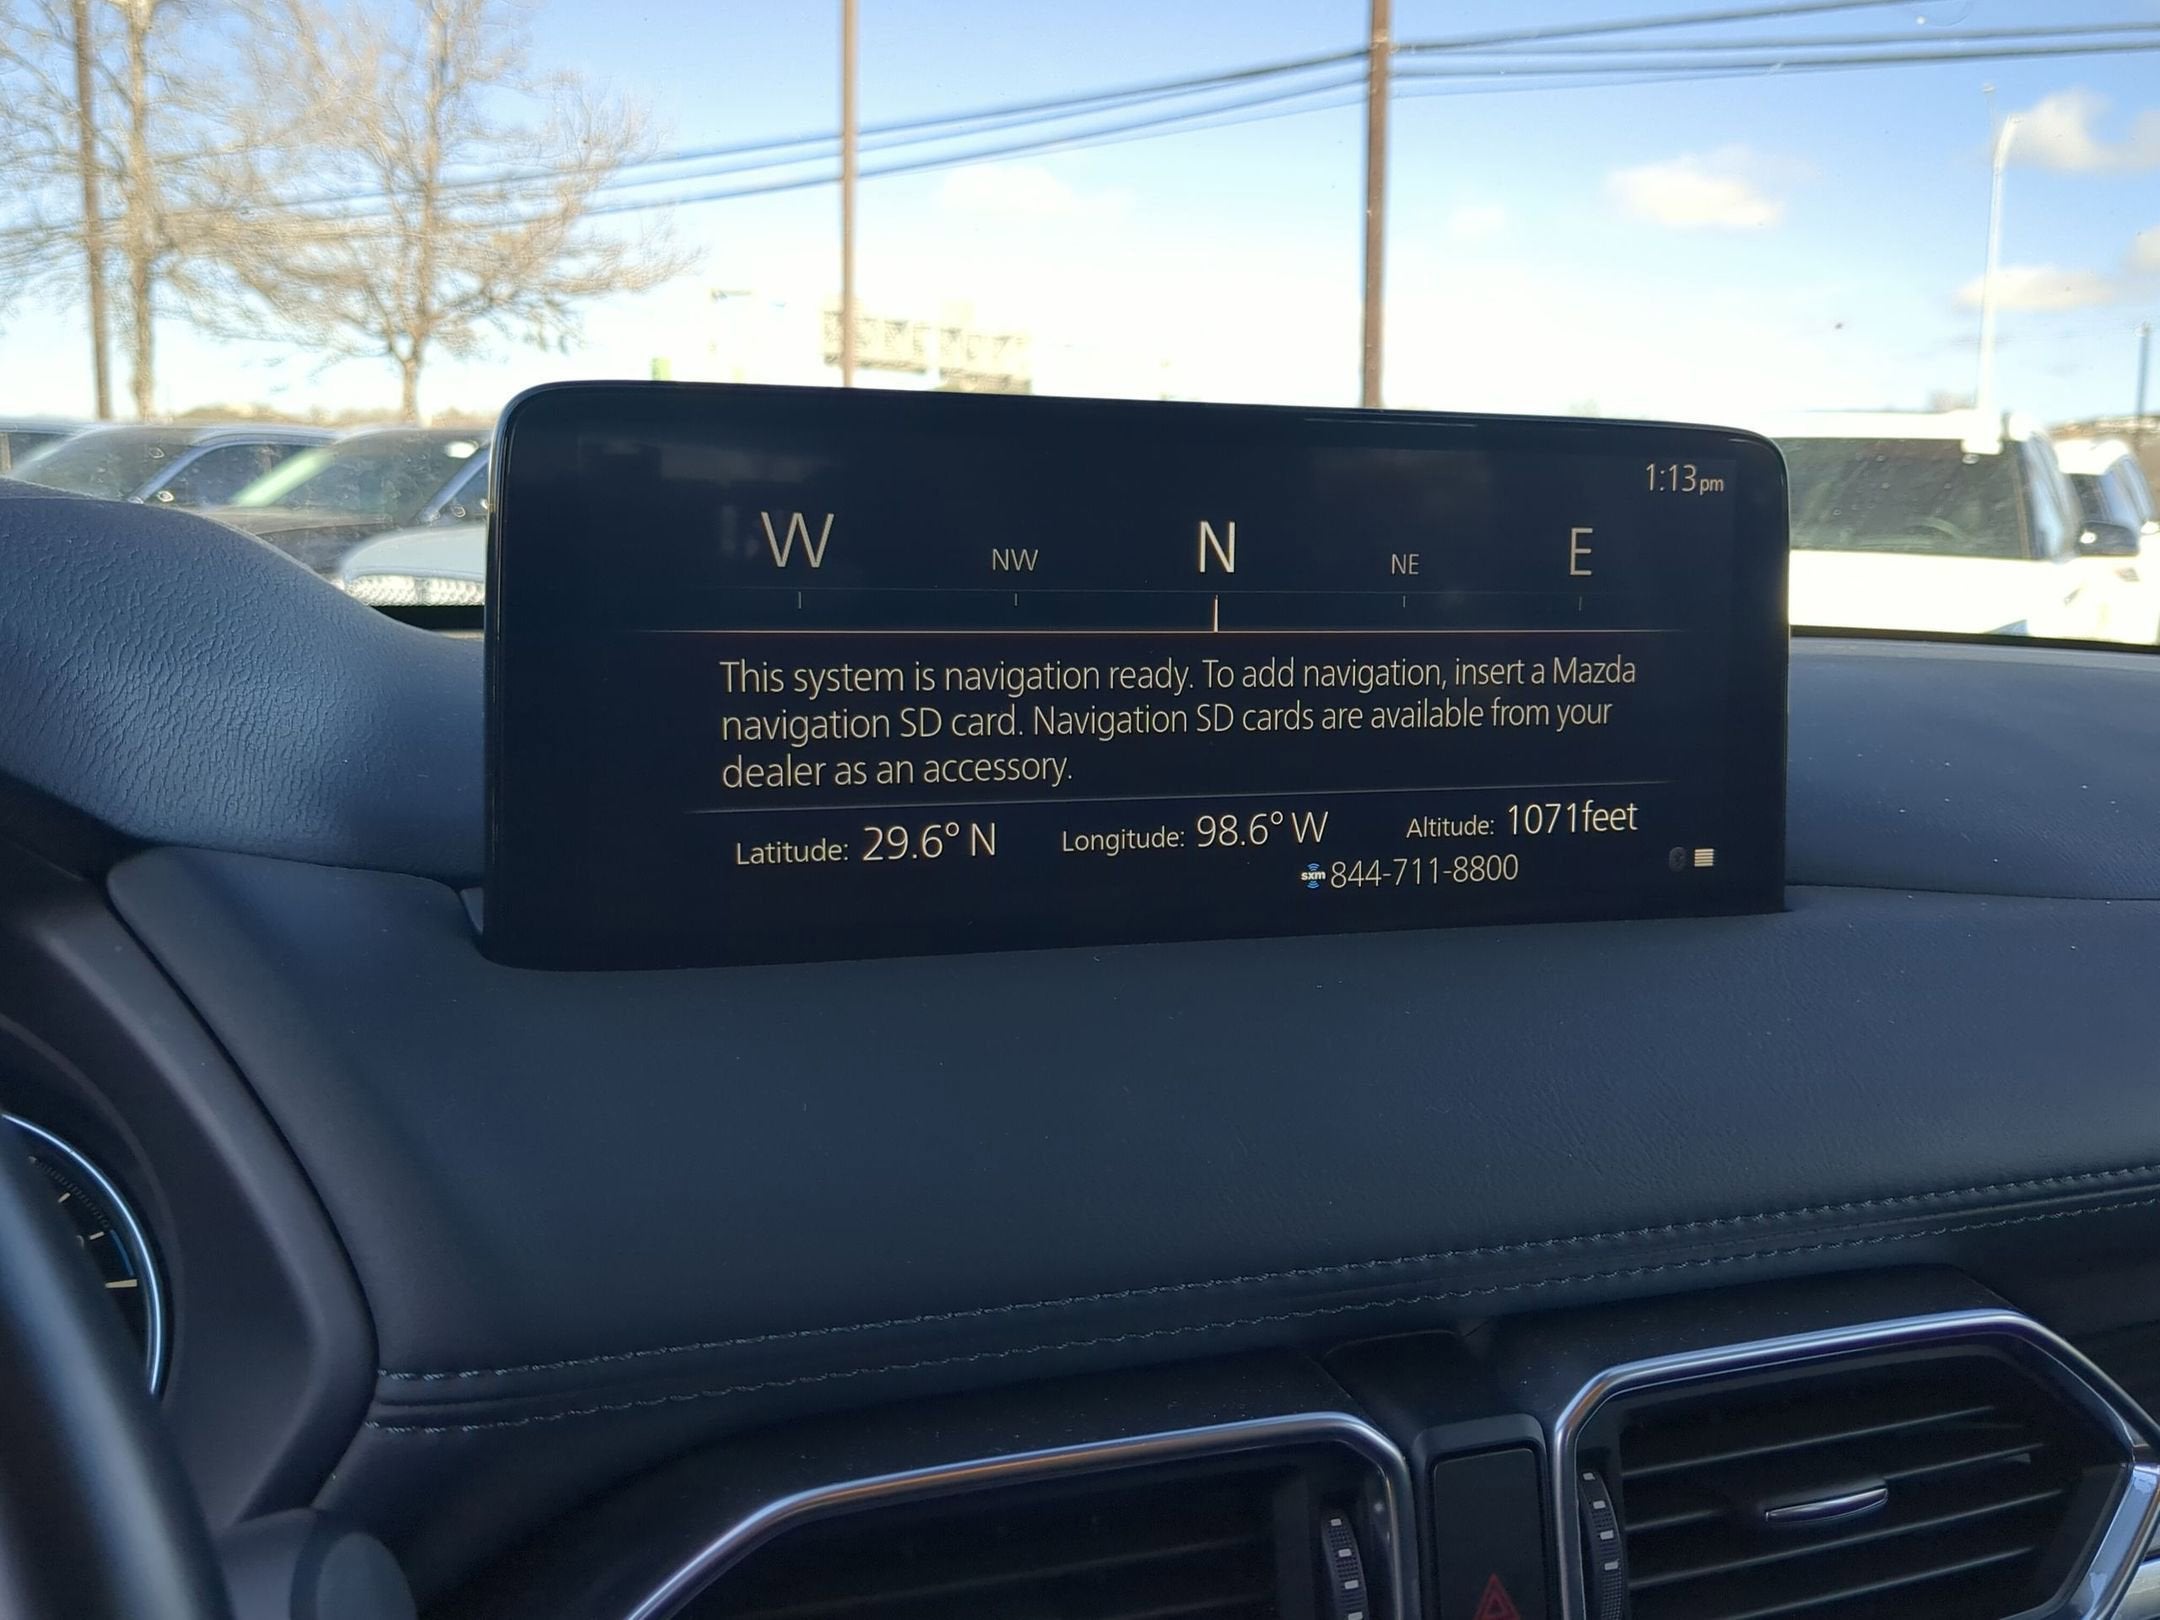 1:13pm
W NW N NE E
This system is navigation ready. To add navigation, insert a Mazda
navigation SD card. Navigation SD cards are available from your
dealer as an accessory.
Latitude: 29.6° N Longitude: 98.6° W Altitude: 1071feet
sxm 844-711-8800